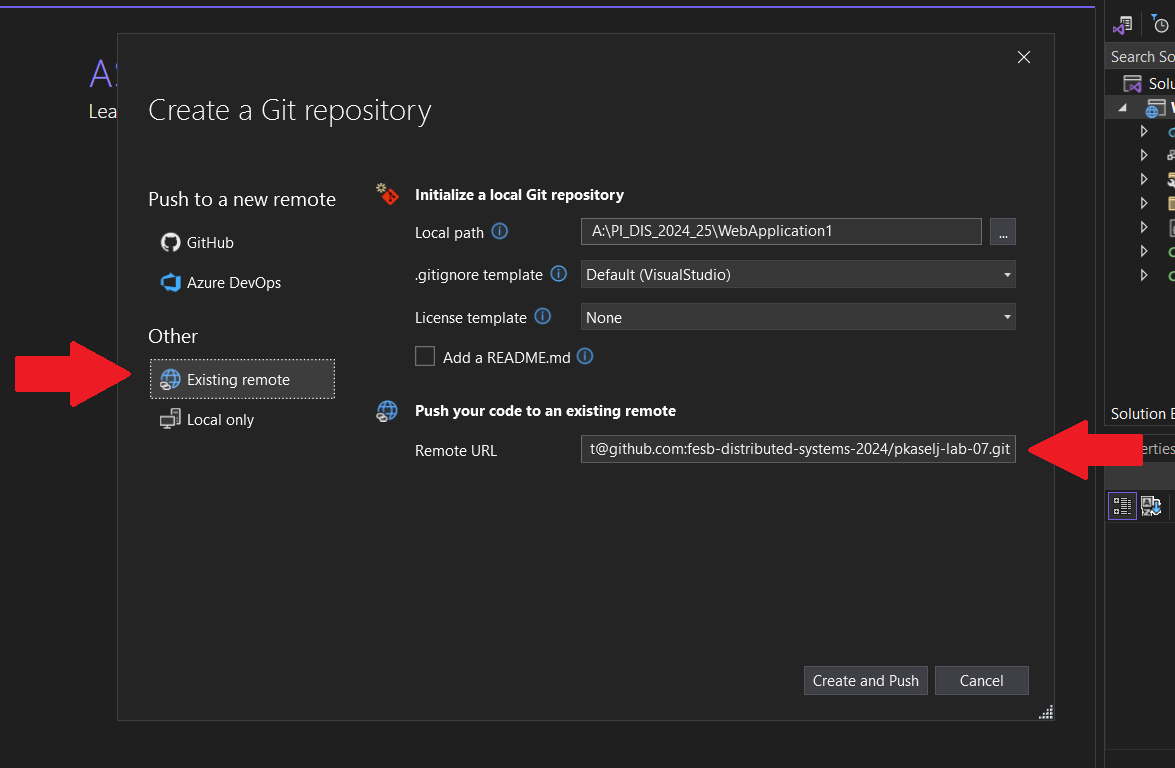 Create a Git repository
Push to a new remote
GitHub
Azure DevOps
Other
Existing remote
Local only
Initialize a local Git repository
Local path
A:\PI_DIS_2024_25\WebApplication1
...
.gitignore template
Default (VisualStudio)
License template
None
Add a README.md
Push your code to an existing remote
Remote URL
t@github.com:fesb-distributed-systems-2024/pkaselj-lab-07.git
Create and Push
Cancel
Search So
Solu
Solution E
erties
AS
Lea